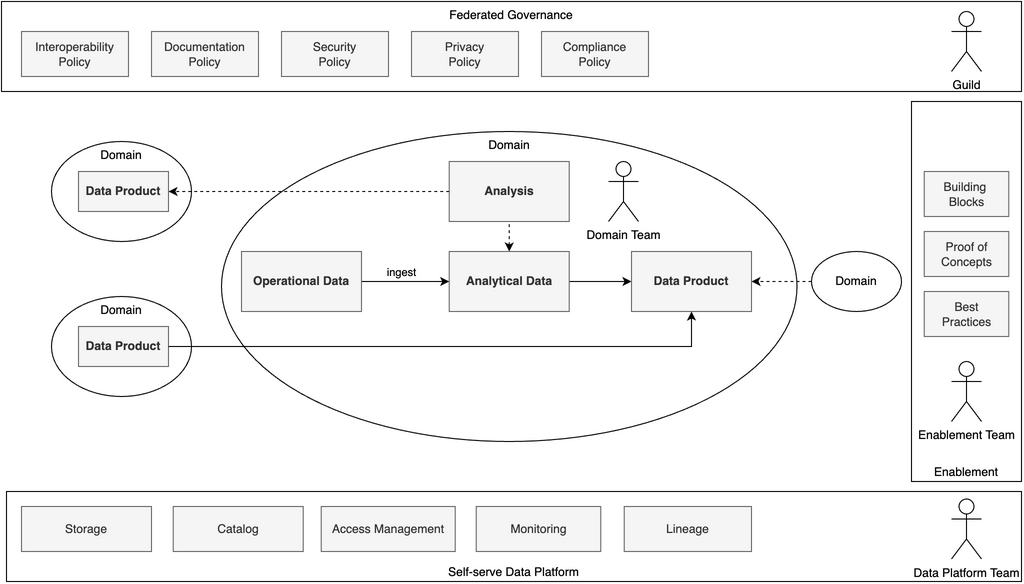 Federated Governance
Interoperability
Policy
Documentation
Policy
Security
Policy
Privacy
Policy
Compliance
Policy
Guild
Domain
Data Product
Domain
Analysis
Domain Team
Operational Data
ingest
Analytical Data
Data Product
Domain
Domain
Data Product
Building
Blocks
Proof of
Concepts
Best
Practices
Enablement Team
Enablement
Storage
Catalog
Access Management
Monitoring
Lineage
Self-serve Data Platform
Data Platform Team